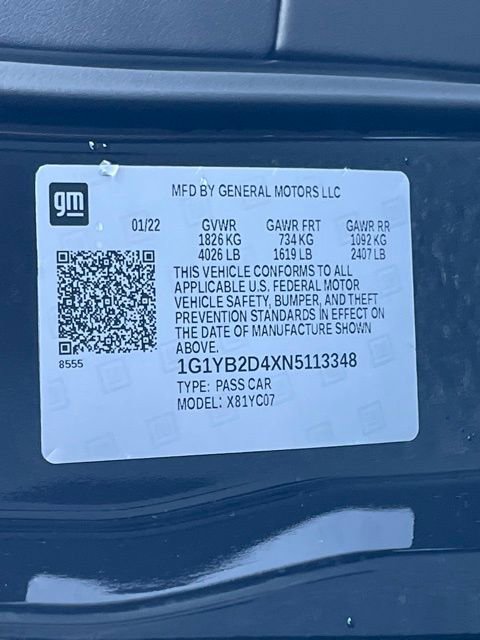 gm
MFD BY GENERAL MOTORS LLC
01/22 GVWR GAWR FRT GAWR RR
1826 KG 734 KG 1092 KG
4026 LB 1619 LB 2407 LB
THIS VEHICLE CONFORMS TO ALL
APPLICABLE U.S. FEDERAL MOTOR
VEHICLE SAFETY, BUMPER, AND THEFT
PREVENTION STANDARDS IN EFFECT ON
THE DATE OF MANUFACTURE SHOWN
ABOVE.
8555
1G1YB2D4XN5113348
TYPE: PASS CAR
MODEL: X81YC07